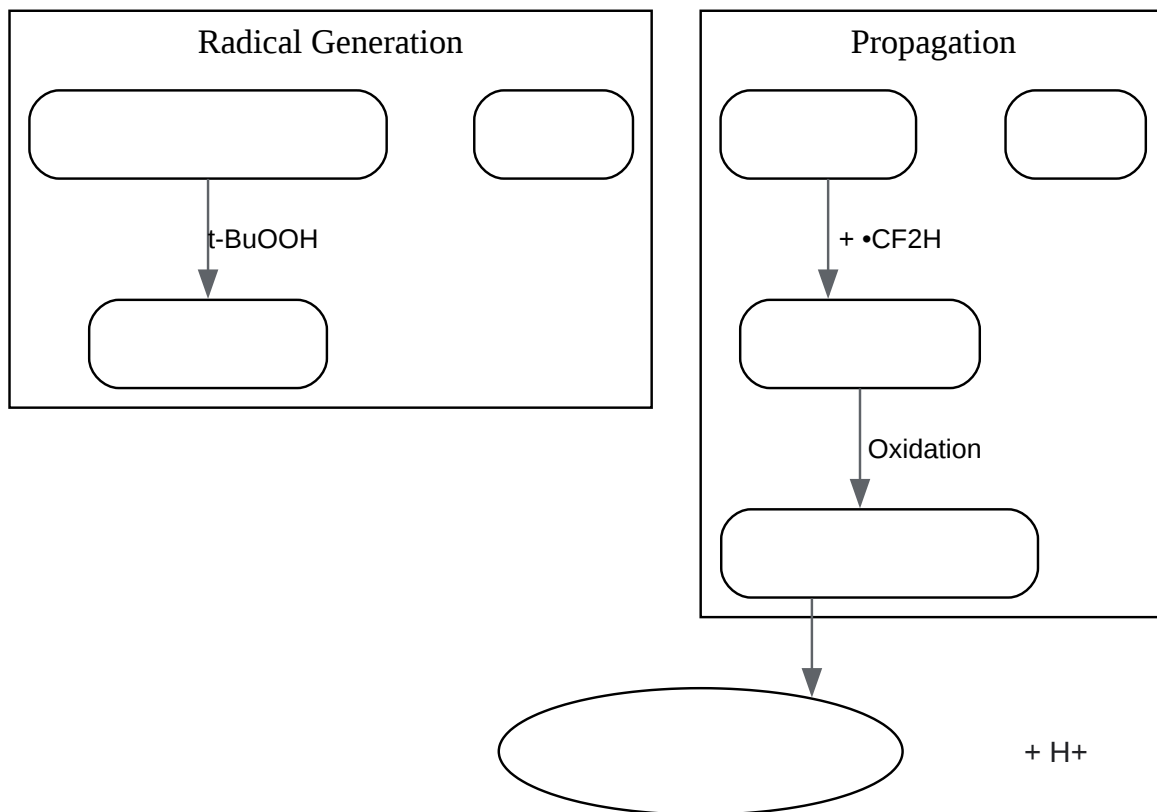 Radical Generation
Propagation
t-BuOOH
+ •CF2H
Oxidation
+ H+